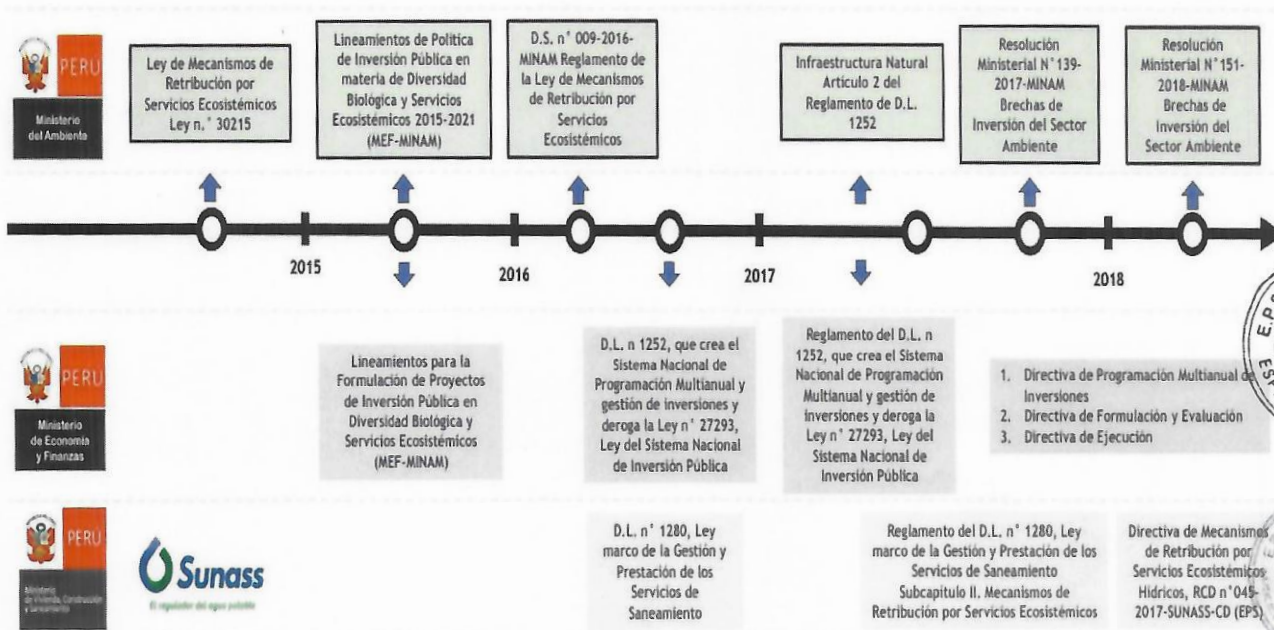 PERU
Ministerio
del Ambiente
Ley de Mecanismos de
Retribución por
Servicios Ecosistémicos
Ley n.° 30215
Lineamientos de Política
de Inversión Pública en
materia de Diversidad
Biológica y Servicios
Ecosistémicos 2015-2021
(MEF-MINAM)
D.S. n° 009-2016-
MINAM Reglamento de
la Ley de Mecanismos
de Retribución por
Servicios
Ecosistémicos
Infraestructura Natural
Artículo 2 del
Reglamento de D.L.
1252
Resolución
Ministerial N°139-
2017-MINAM
Brechas de
Inversión del Sector
Ambiente
Resolución
Ministerial N°151-
2018-MINAM
Brechas de
Inversión del
Sector Ambiente
2015
2016
2017
2018
PERU
Ministerio
de Economía
y Finanzas
Lineamientos para la
Formulación de Proyectos
de Inversión Pública en
Diversidad Biológica y
Servicios Ecosistémicos
(MEF-MINAM)
D.L. n 1252, que crea el
Sistema Nacional de
Programación Multianual y
gestión de inversiones y
deroga la Ley n° 27293,
Ley del Sistema Nacional
de Inversión Pública
Reglamento del D.L. n
1252, que crea el Sistema
Nacional de Programación
Multianual y gestión de
inversiones y deroga la
Ley n° 27293, Ley del
Sistema Nacional de
Inversión Pública
1. Directiva de Programación Multianual de
Inversiones
2. Directiva de Formulación y Evaluación
3. Directiva de Ejecución
E.P.S
PERU
Ministerio
de Vivienda, Construcción
y Saneamiento
Sunass
El regulador del agua potable
D.L. n° 1280, Ley
marco de la Gestión y
Prestación de los
Servicios de
Saneamiento
Reglamento del D.L. n° 1280, Ley
marco de la Gestión y Prestación de los
Servicios de Saneamiento
Subcapítulo II. Mecanismos de
Retribución por Servicios Ecosistémicos
Directiva de Mecanismos
de Retribución por
Servicios Ecosistémicos
Hídricos, RCD n°045-
2017-SUNASS-CD (EPS)